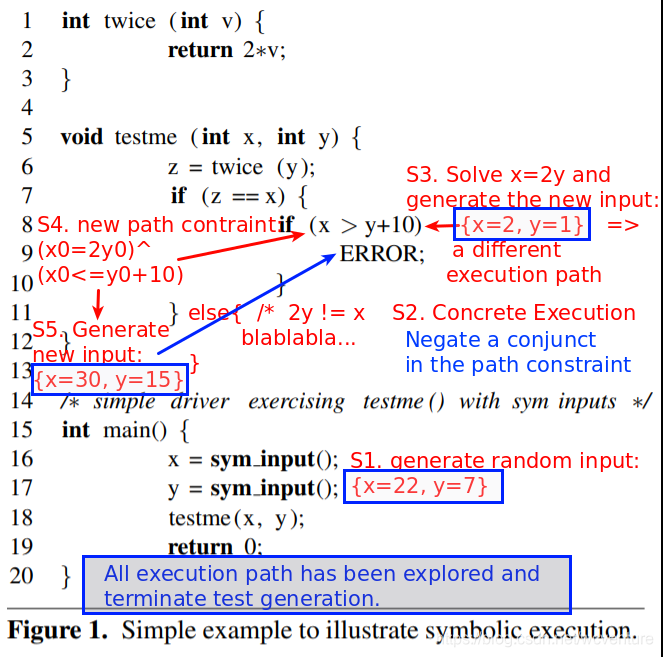 1 int twice (int v) {
2 return 2*v;
3 }
4
5 void testme (int x, int y) {
6 z = twice (y);
S3. Solve x=2y and
7 if (z == x) {
generate the new input:
8 S4. new path contraint: if (x > y+10) {x=2, y=1} =>
9 (x0=2y0)^ ERROR; a different
(x0<=y0+10) execution path
10 }
11 } else{ /* 2y != x S2. Concrete Execution
S5. Generate blablabla... Negate a conjunct
12 }
new input: in the path constraint
13 }
{x=30, y=15}
14 /* simple driver exercising testme() with sym inputs */
15 int main() {
16 x = sym_input(); S1. generate random input:
17 y = sym_input(); {x=22, y=7}
18 testme(x, y);
19 return 0;
20 } All execution path has been explored and
terminate test generation.
Figure 1. Simple example to illustrate symbolic execution.